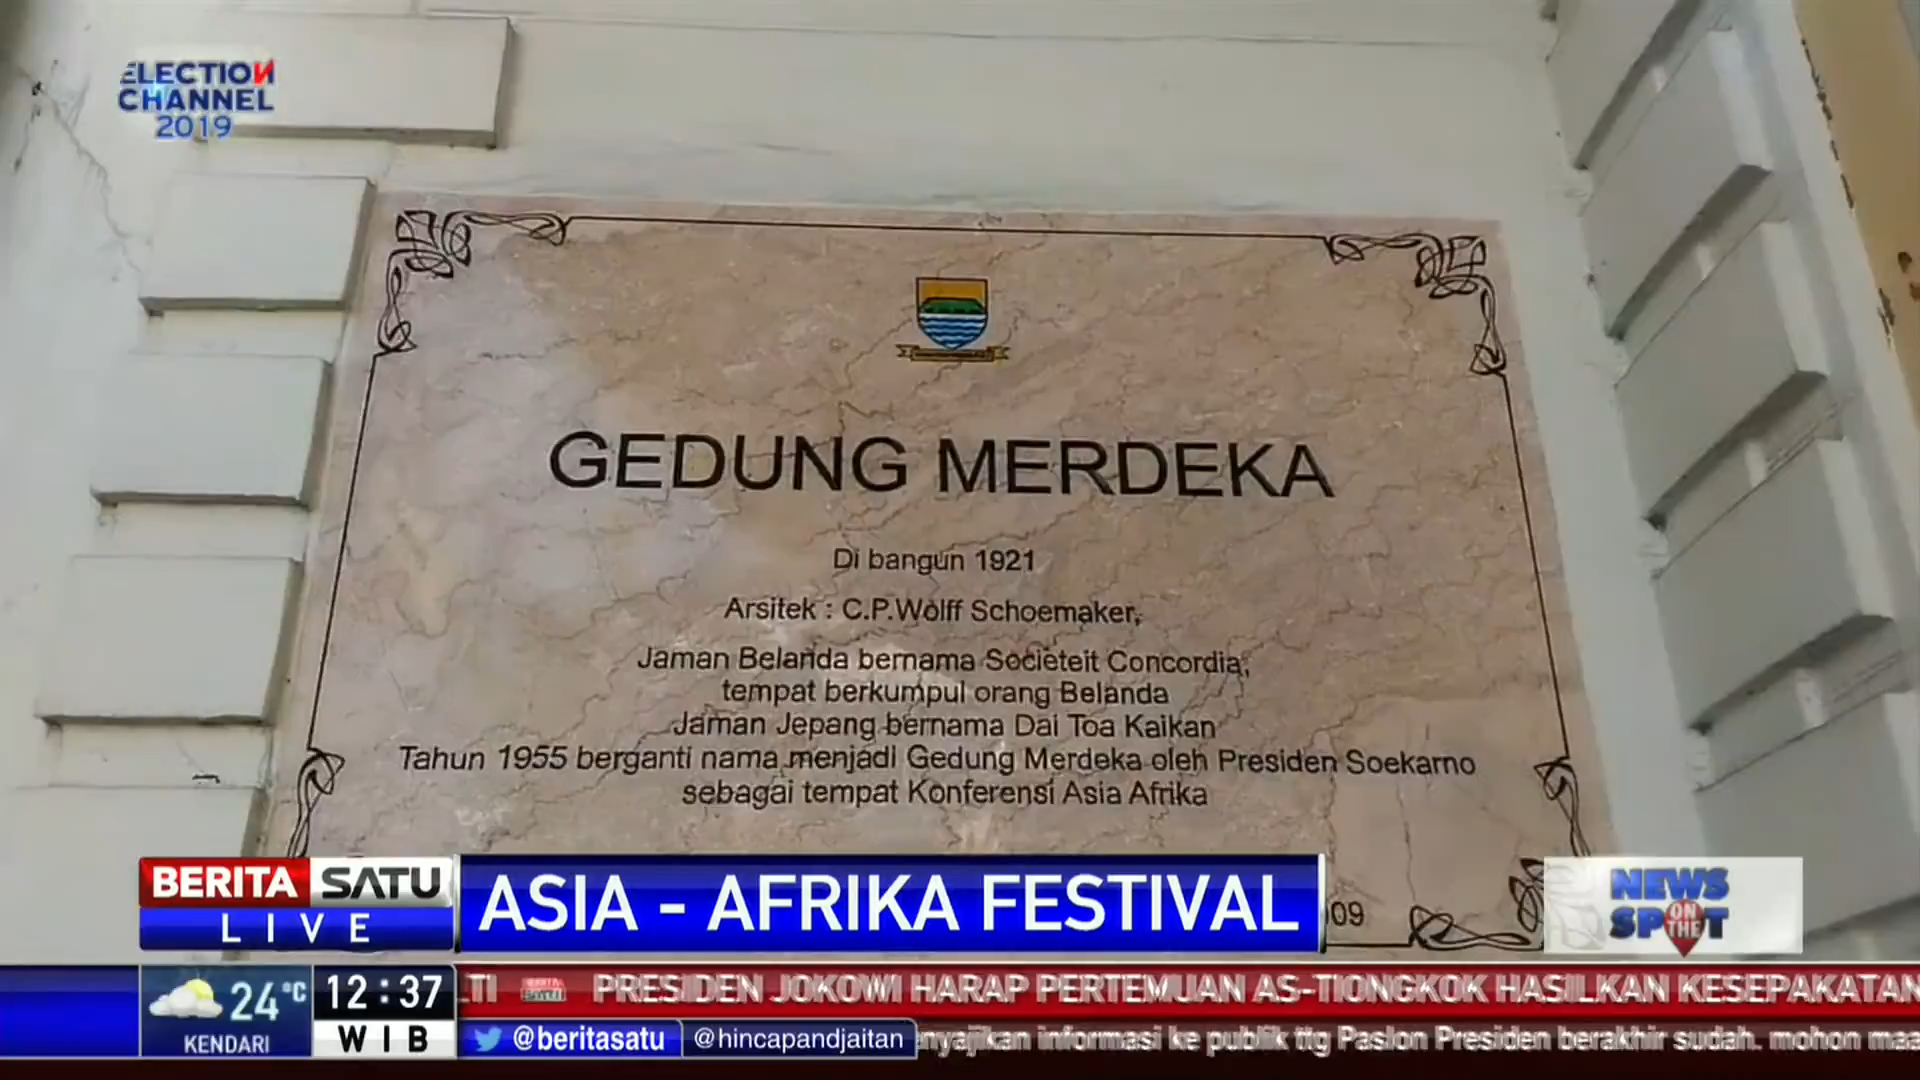 ELECTION
CHANNEL
2019
GEDUNG MERDEKA
Di bangun 1921
Arsitek : C.P.Wolff Schoemaker,
Jaman Belanda bernama Societeit Concordia,
tempat berkumpul orang Belanda
Jaman Jepang bernama Dai Toa Kaikan
Tahun 1955 berganti nama menjadi Gedung Merdeka oleh Presiden Soekarno
sebagai tempat Konferensi Asia Afrika
09
BERITA SATU
LIVE
ASIA - AFRIKA FESTIVAL
NEWS
ON THE
SPOT
24°C
KENDARI
12:37
WIB
LTI
PRESIDEN JOKOWI HARAP PERTEMUAN AS-TIONGKOK HASILKAN KESEPAKATAN
@beritasatu
@hincapandjaitan
nyajikan informasi ke publik ttg Paslon Presiden berakhir sudah. mohon maa